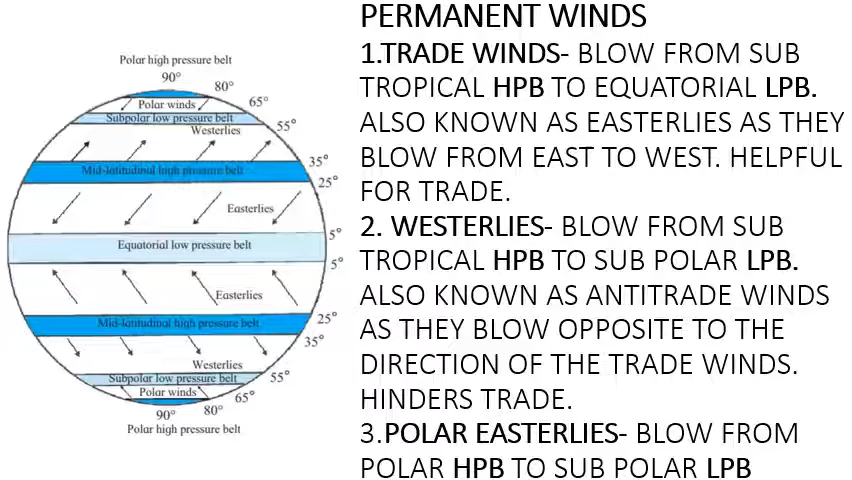 Polar high pressure belt
90°
80°
Polar winds
65°
Subpolar low pressure belt
55°
Westerlies
35°
Mid-latitudinal high pressure belt
25°
Easterlies
5°
Equatorial low pressure belt
5°
Easterlies
25°
Mid-latitudinal high pressure belt
35°
Westerlies
55°
Subpolar low pressure belt
65°
Polar winds
80°
90°
Polar high pressure belt
PERMANENT WINDS
1.TRADE WINDS- BLOW FROM SUB
TROPICAL HPB TO EQUATORIAL LPB.
ALSO KNOWN AS EASTERLIES AS THEY
BLOW FROM EAST TO WEST. HELPFUL
FOR TRADE.
2. WESTERLIES- BLOW FROM SUB
TROPICAL HPB TO SUB POLAR LPB.
ALSO KNOWN AS ANTITRADE WINDS
AS THEY BLOW OPPOSITE TO THE
DIRECTION OF THE TRADE WINDS.
HINDERS TRADE.
3.POLAR EASTERLIES- BLOW FROM
POLAR HPB TO SUB POLAR LPB